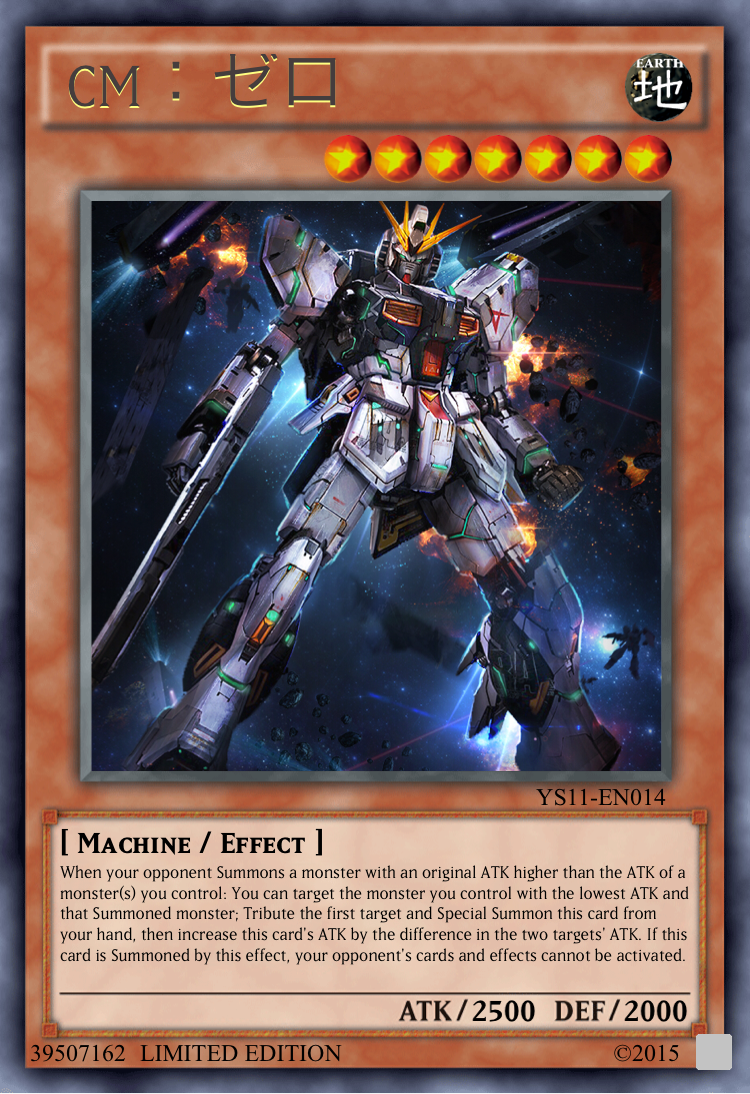 CM：ゼロ
EARTH
地
YS11-EN014
[ MACHINE / EFFECT ]
When your opponent Summons a monster with an original ATK higher than the ATK of a
monster(s) you control: You can target the monster you control with the lowest ATK and
that Summoned monster; Tribute the first target and Special Summon this card from
your hand, then increase this card's ATK by the difference in the two targets' ATK. If this
card is Summoned by this effect, your opponent's cards and effects cannot be activated.
ATK/2500 DEF/2000
39507162 LIMITED EDITION ©2015